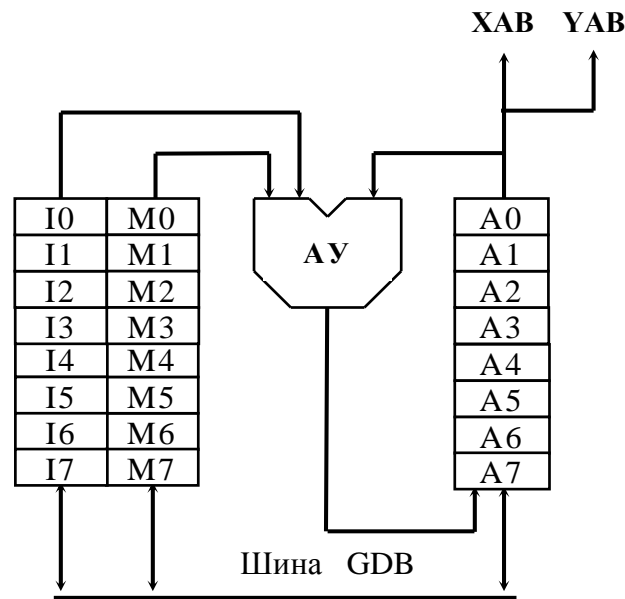 XAB YAB
I0 M0 АУ A0
I1 M1 A1
I2 M2 A2
I3 M3 A3
I4 M4 A4
I5 M5 A5
I6 M6 A6
I7 M7 A7
Шина GDB